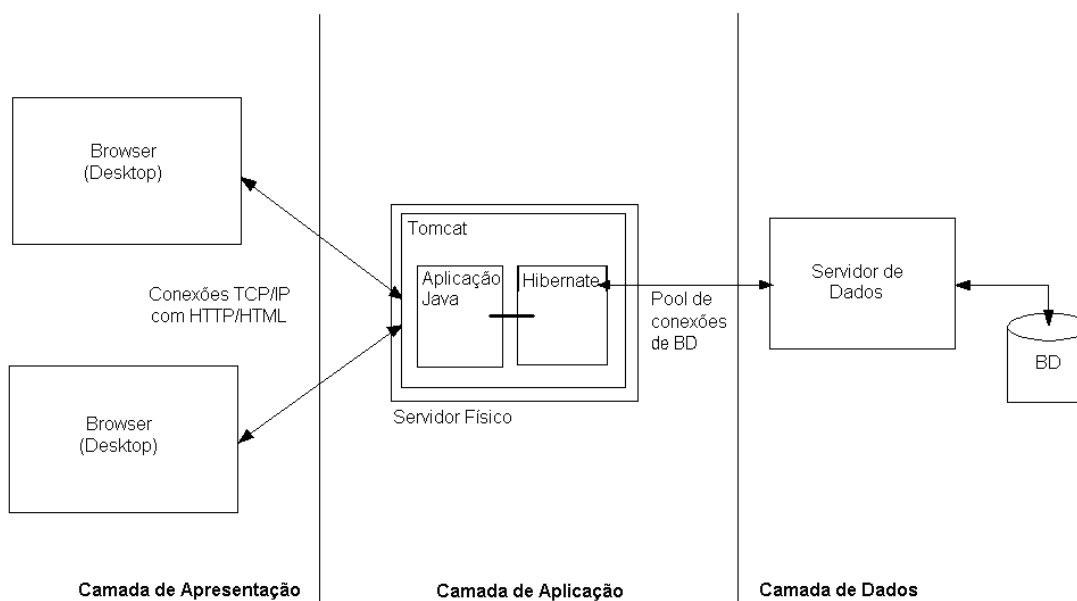 Browser
(Desktop)
Conexões TCP/IP
com HTTP/HTML
Browser
(Desktop)
Tomcat
Aplicação
Java
Hibernate
Servidor Físico
Pool de
conexões
de BD
Servidor de
Dados
BD
Camada de Apresentação
Camada de Aplicação
Camada de Dados